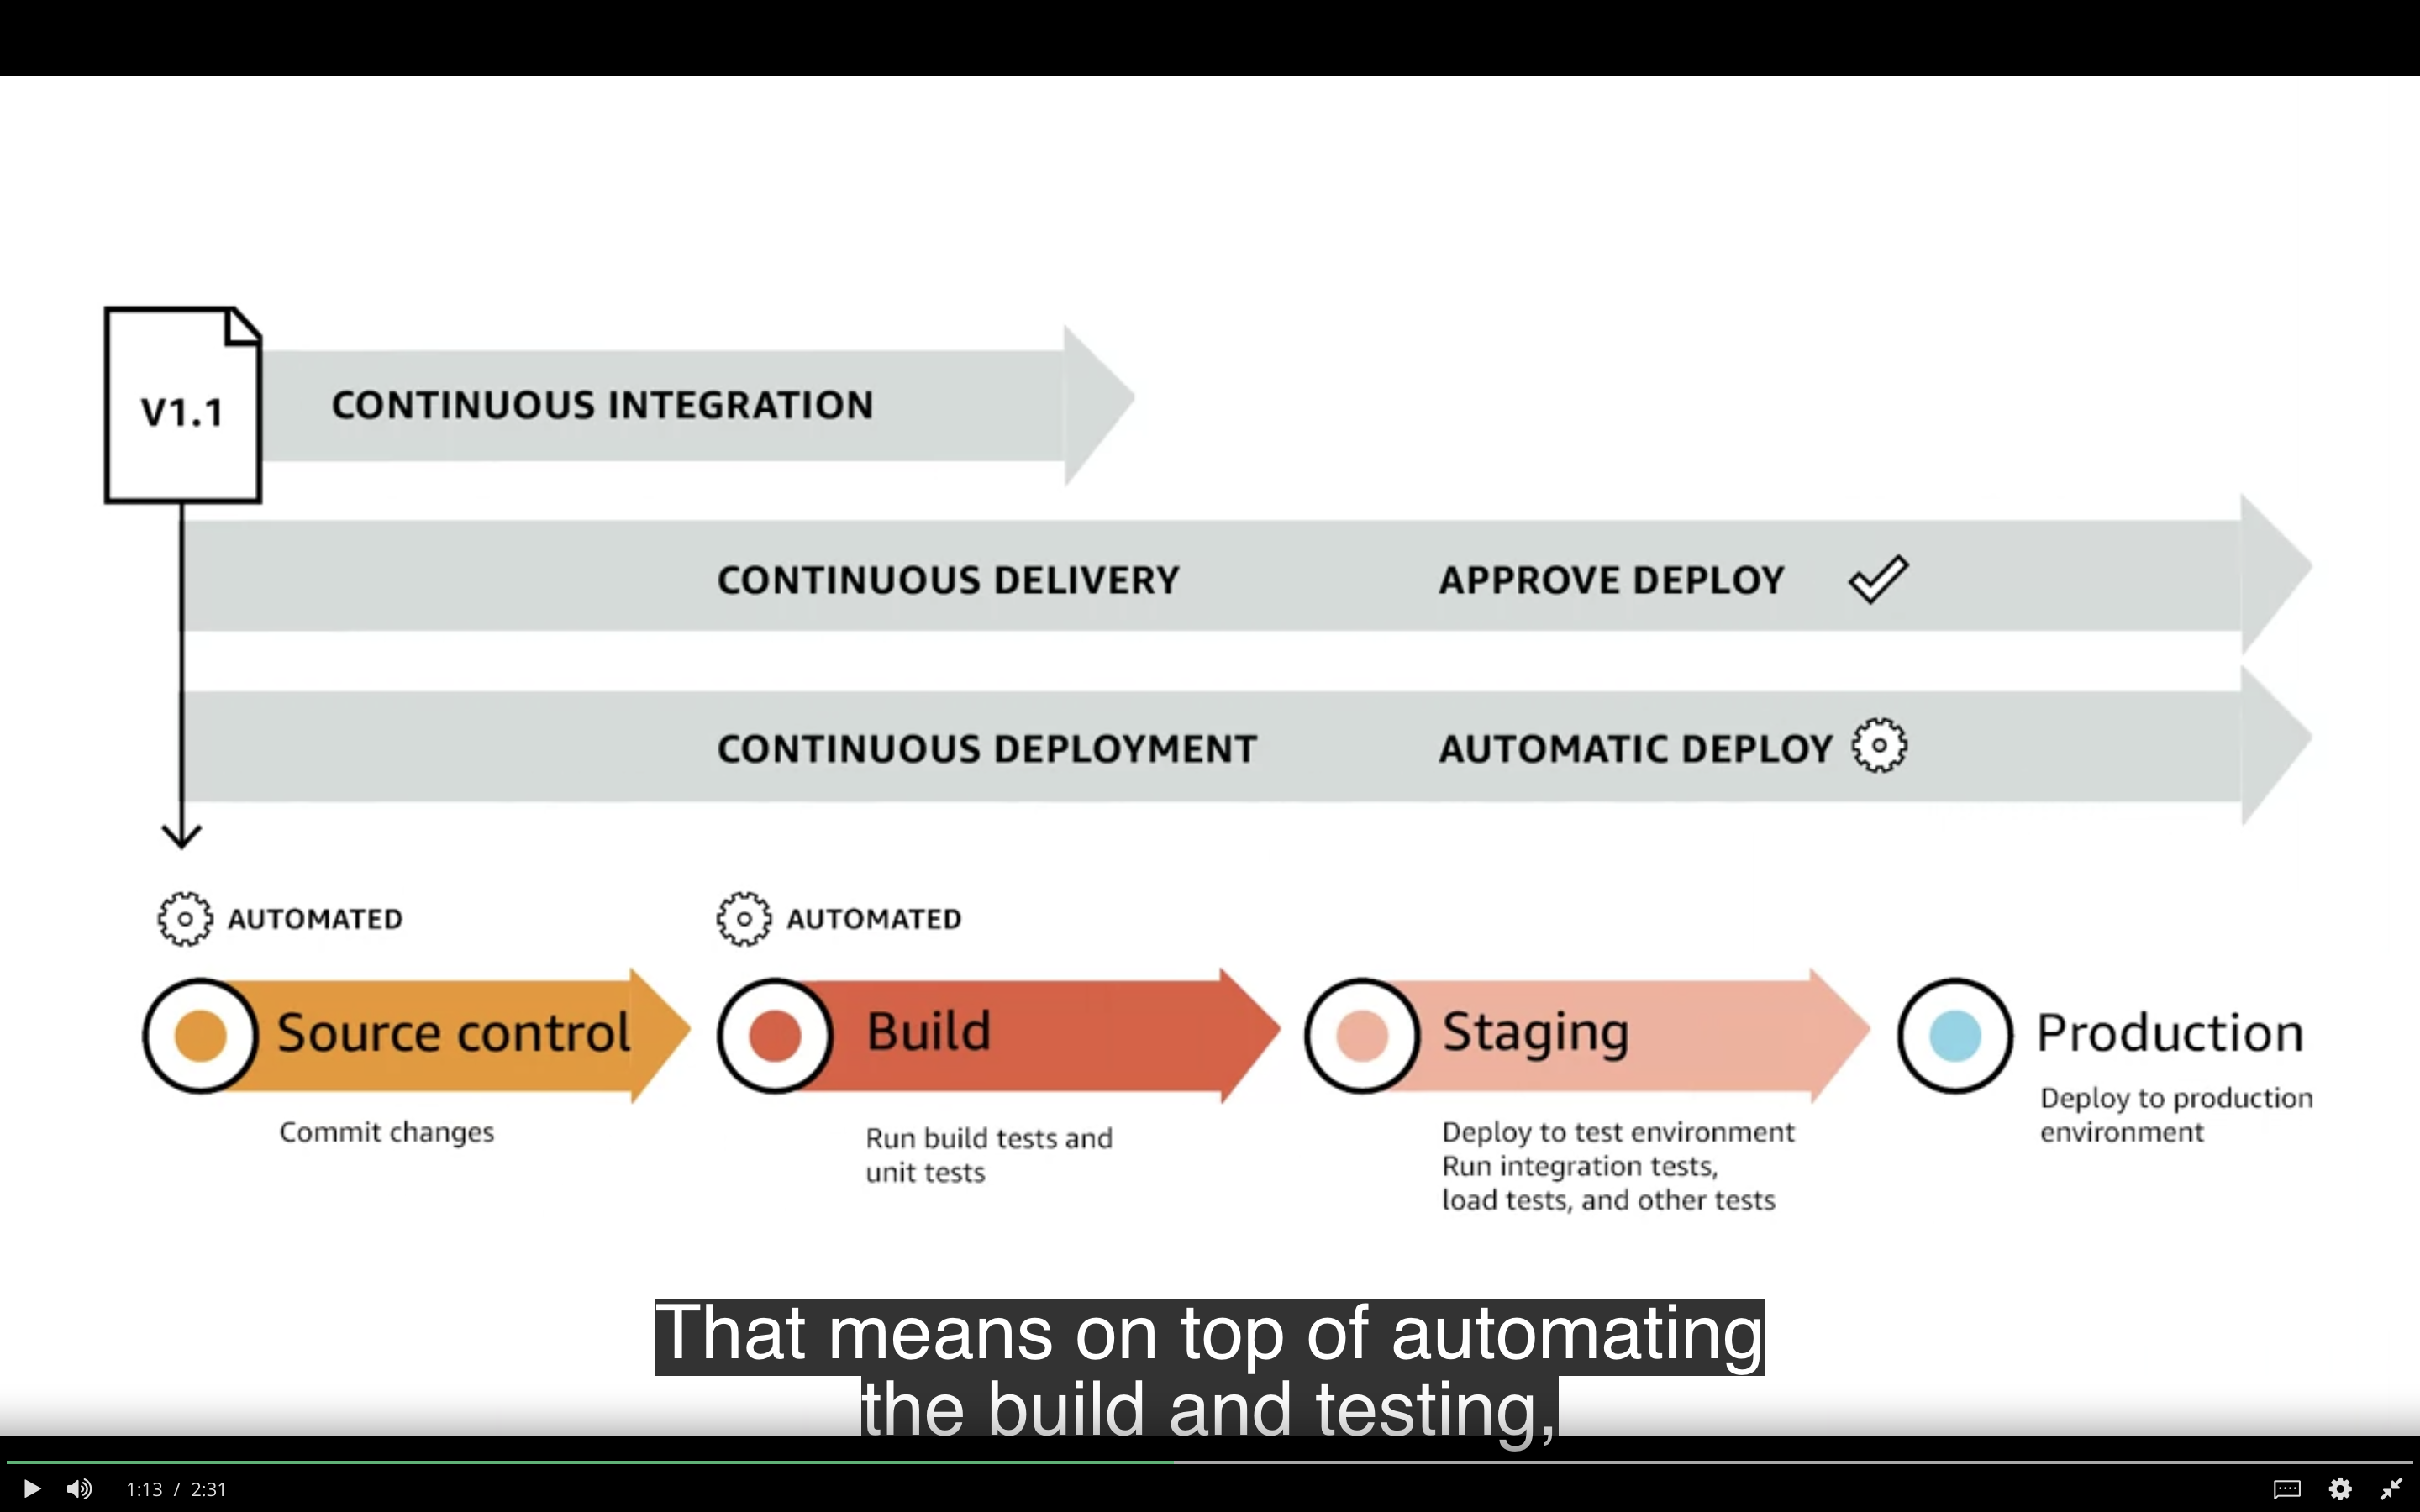 V1.1
CONTINUOUS INTEGRATION
CONTINUOUS DELIVERY
APPROVE DEPLOY
CONTINUOUS DEPLOYMENT
AUTOMATIC DEPLOY
AUTOMATED
AUTOMATED
Source control
Commit changes
Build
Run build tests and
unit tests
Staging
Deploy to test environment
Run integration tests,
load tests, and other tests
Production
Deploy to production
environment
That means on top of automating
the build and testing,
1:13 / 2:31